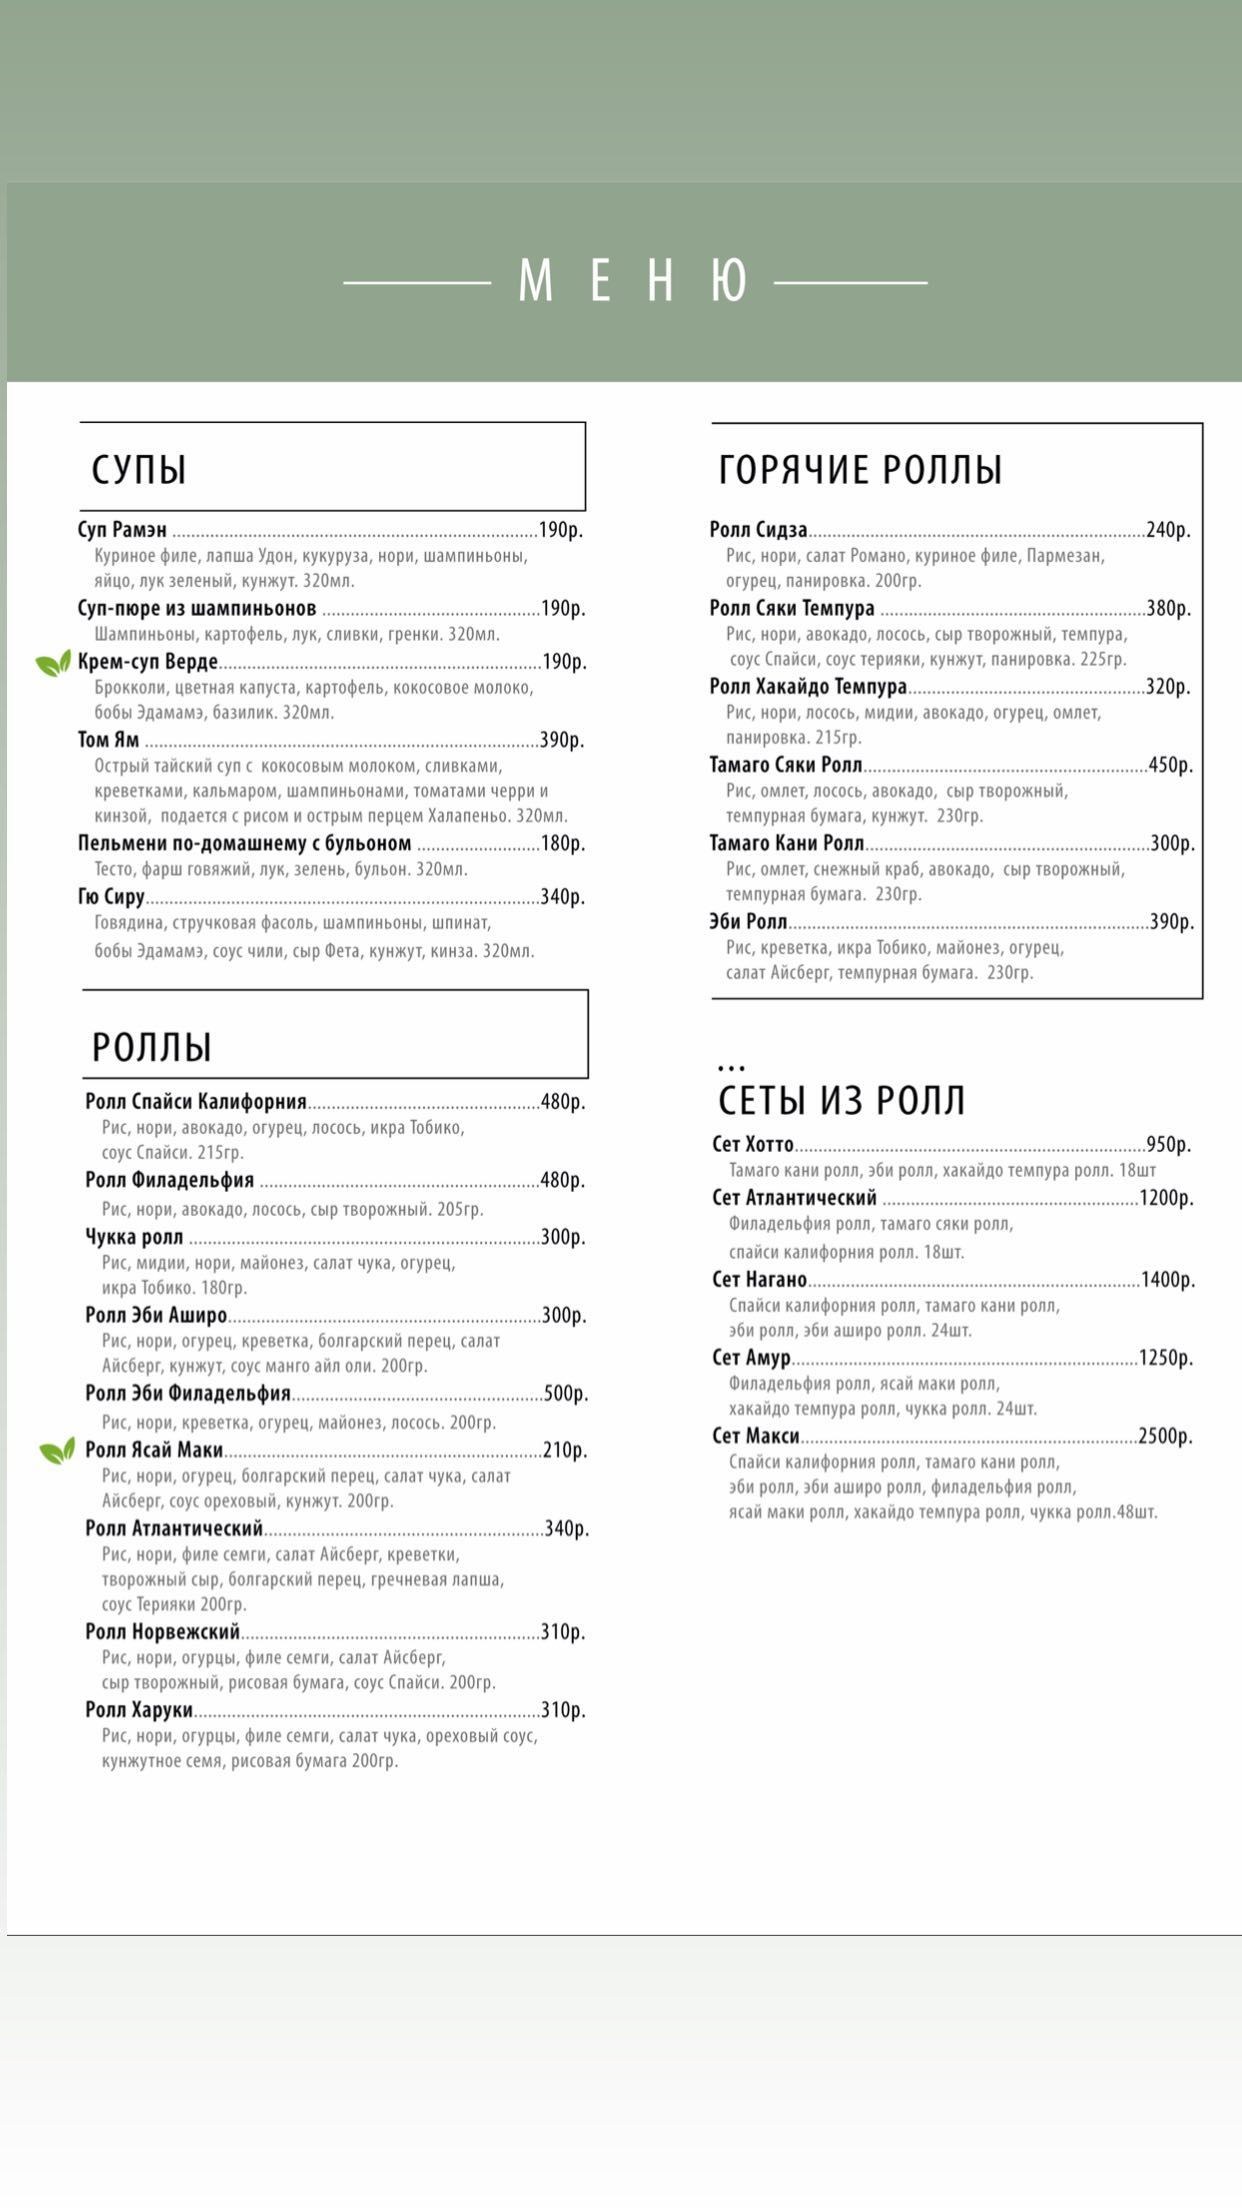 МЕНЮ
СУПЫ
Суп Рамэн ........................................................................190р.
Куриное филе, лапша Удон, кукуруза, нори, шампиньоны,
яйцо, лук зеленый, кунжут. 320мл.
Суп-пюре из шампиньонов ...........................................190р.
Шампиньоны, картофель, лук, сливки, гренки. 320мл.
Крем-суп Верде................................................................190р.
Брокколи, цветная капуста, картофель, кокосовое молоко,
бобы Эдамамэ, базилик. 320мл.
Том Ям ..............................................................................390р.
Острый тайский суп с кокосовым молоком, сливками,
креветками, кальмаром, шампиньонами, томатами черри и
кинзой, подается с рисом и острым перцем Халапеньо. 320мл.
Пельмени по-домашнему с бульоном ........................180р.
Тесто, фарш говяжий, лук, зелень, бульон. 320мл.
Гю Сиру..............................................................................340р.
Говядина, стручковая фасоль, шампиньоны, шпинат,
бобы Эдамамэ, соус чили, сыр Фета, кунжут, кинза. 320мл.
РОЛЛЫ
Ролл Спайси Калифорния..............................................480р.
Рис, нори, авокадо, огурец, лосось, икра Тобико,
соус Спайси. 215гр.
Ролл Филадельфия ........................................................480р.
Рис, нори, авокадо, лосось, сыр творожный. 205гр.
Чукка ролл ......................................................................300р.
Рис, мидии, нори, майонез, салат чука, огурец,
икра Тобико. 180гр.
Ролл Эби Аширо..............................................................300р.
Рис, нори, огурец, креветка, болгарский перец, салат
Айсберг, кунжут, соус манго айл оли. 200гр.
Ролл Эби Филадельфия..................................................500р.
Рис, нори, креветка, огурец, майонез, лосось. 200гр.
Ролл Ясай Маки...............................................................210р.
Рис, нори, огурец, болгарский перец, салат чука, салат
Айсберг, соус ореховый, кунжут. 200гр.
Ролл Атлантический........................................................340р.
Рис, нори, филе семги, салат Айсберг, креветки,
творожный сыр, болгарский перец, гречневая лапша,
соус Терияки 200гр.
Ролл Норвежский............................................................310р.
Рис, нори, огурцы, филе семги, салат Айсберг,
сыр творожный, рисовая бумага, соус Спайси. 200гр.
Ролл Харуки.....................................................................310р.
Рис, нори, огурцы, филе семги, салат чука, ореховый соус,
кунжутное семя, рисовая бумага 200гр.
ГОРЯЧИЕ РОЛЛЫ
Ролл Сидза...................................................................240р.
Рис, нори, салат Романо, куриное филе, Пармезан,
огурец, панировка. 200гр.
Ролл Сяки Темпура .....................................................380р.
Рис, нори, авокадо, лосось, сыр творожный, темпура,
соус Спайси, соус терияки, кунжут, панировка. 225гр.
Ролл Хакайдо Темпура...............................................320р.
Рис, нори, лосось, мидии, авокадо, огурец, омлет,
панировка. 215гр.
Тамаго Сяки Ролл........................................................450р.
Рис, омлет, лосось, авокадо, сыр творожный,
темпурная бумага, кунжут. 230гр.
Тамаго Кани Ролл........................................................300р.
Рис, омлет, снежный краб, авокадо, сыр творожный,
темпурная бумага. 230гр.
Эби Ролл.......................................................................390р.
Рис, креветка, икра Тобико, майонез, огурец,
салат Айсберг, темпурная бумага. 230гр.
...
СЕТЫ ИЗ РОЛЛ
Сет Хотто......................................................................950р.
Тамаго кани ролл, эби ролл, хакайдо темпура ролл. 18шт
Сет Атлантический ...................................................1200р.
Филадельфия ролл, тамаго сяки ролл,
спайси калифорния ролл. 18шт.
Сет Нагано..................................................................1400р.
Спайси калифорния ролл, тамаго кани ролл,
эби ролл, эби аширо ролл. 24шт.
Сет Амур.....................................................................1250р.
Филадельфия ролл, ясай маки ролл,
хакайдо темпура ролл, чукка ролл. 24шт.
Сет Макси...................................................................2500р.
Спайси калифорния ролл, тамаго кани ролл,
эби ролл, эби аширо ролл, филадельфия ролл,
ясай маки ролл, хакайдо темпура ролл, чукка ролл.48шт.